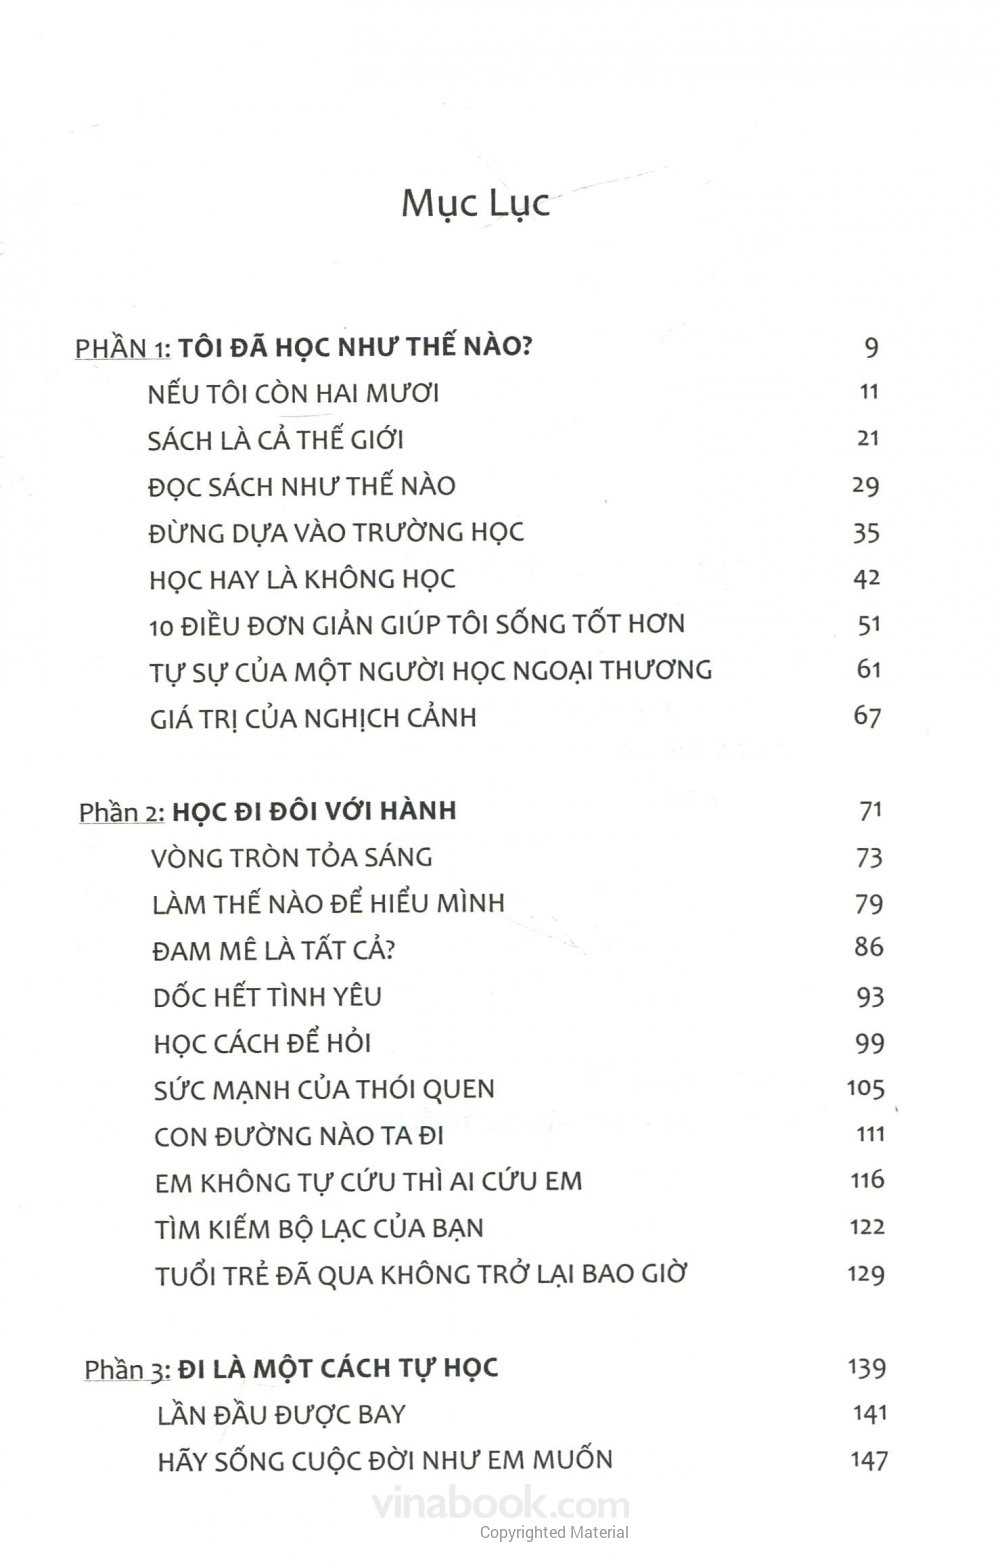 Mục Lục
PHẦN 1: TÔI ĐÃ HỌC NHƯ THẾ NÀO? 9
NẾU TÔI CÒN HAI MƯƠI 11
SÁCH LÀ CẢ THẾ GIỚI 21
ĐỌC SÁCH NHƯ THẾ NÀO 29
ĐỪNG DỰA VÀO TRƯỜNG HỌC 35
HỌC HAY LÀ KHÔNG HỌC 42
10 ĐIỀU ĐƠN GIẢN GIÚP TÔI SỐNG TỐT HƠN 51
TỰ SỰ CỦA MỘT NGƯỜI HỌC NGOẠI THƯƠNG 61
GIÁ TRỊ CỦA NGHỊCH CẢNH 67
Phần 2: HỌC ĐI ĐÔI VỚI HÀNH 71
VÒNG TRÒN TỎA SÁNG 73
LÀM THẾ NÀO ĐỂ HIỂU MÌNH 79
ĐAM MÊ LÀ TẤT CẢ? 86
DỐC HẾT TÌNH YÊU 93
HỌC CÁCH ĐỂ HỎI 99
SỨC MẠNH CỦA THÓI QUEN 105
CON ĐƯỜNG NÀO TA ĐI 111
EM KHÔNG TỰ CỨU THÌ AI CỨU EM 116
TÌM KIẾM BỘ LẠC CỦA BẠN 122
TUỔI TRẺ ĐÃ QUA KHÔNG TRỞ LẠI BAO GIỜ 129
Phần 3: ĐI LÀ MỘT CÁCH TỰ HỌC 139
LẦN ĐẦU ĐƯỢC BAY 141
HÃY SỐNG CUỘC ĐỜI NHƯ EM MUỐN 147
vinabook.com
Copyrighted Material